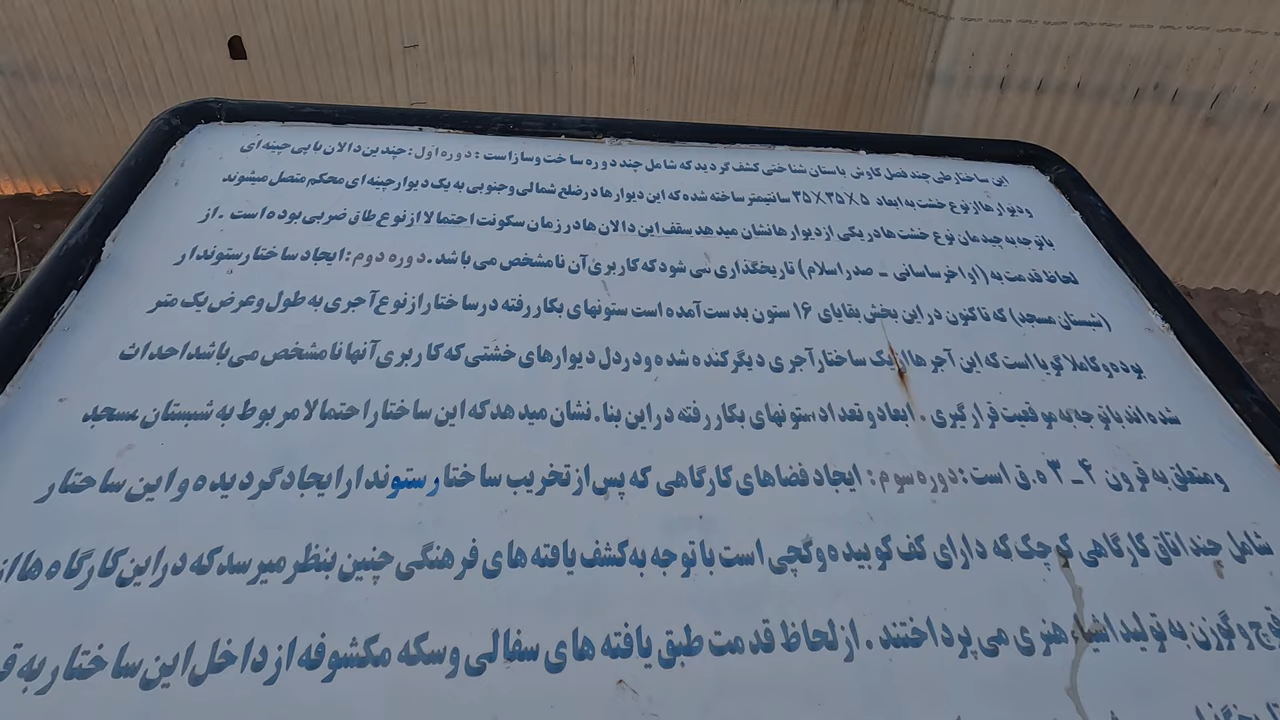 این ساختار طی چند فصل کاوش باستان شناختی کشف گردید که شامل چند دوره ساخت وساز است : دوره اول : چندین دالان با پی چینه ای
ودیوارها از نوع خشت به ابعاد ۵×۳۵×۳۵ سانتیمتر ساخته شده که این دیوارها در ضلع شمالی وجنوبی به یک دیوار چینه ای محکم متصل میشوند
با توجه به چیدمان نوع خشت ها در یکی از دیوارها نشان میدهد سقف این دالان ها در زمان سکونت احتمالا از نوع طاق ضربی بوده است . از
لحاظ قدمت به (اواخر ساسانی ـ صدر اسلام) تاریخگذاری می شود که کاربری آن نامشخص می باشد . دوره دوم : ایجاد ساختار ستوندار
(شبستان مسجد) که تاکنون در این بخش بقایای ۱۶ ستون بدست آمده است ستونهای بکار رفته در ساختار از نوع آجری به طول وعرض یک متر
بوده وکاملا گویا است که این آجرها از یک ساختار آجری دیگر کنده شده ودر دل دیوارهای خشتی که کاربری آنها نامشخص می باشد احداث
شده اند با توجه به موقعیت قرارگیری . ابعاد و تعداد ستونهای بکار رفته در این بنا . نشان میدهد که این ساختار احتمالا مربوط به شبستان مسجد
و متعلق به قرون ۴ ـ ۳ ه.ق است : دوره سوم : ایجاد فضاهای کارگاهی که پس از تخریب ساختار ستوندار ایجاد گردیده و این ساختار
شامل چند اتاق کارگاهی کوچک که دارای کف کوبیده وگچی است با توجه به کشف یافته های فرهنگی چنین بنظر میرسد که در این کارگاه ها از
وگوزن به تولید اشیاء هنری می پرداختند . از لحاظ قدمت طبق یافته های سفالی وسکه مکشوفه از داخل این ساختار به